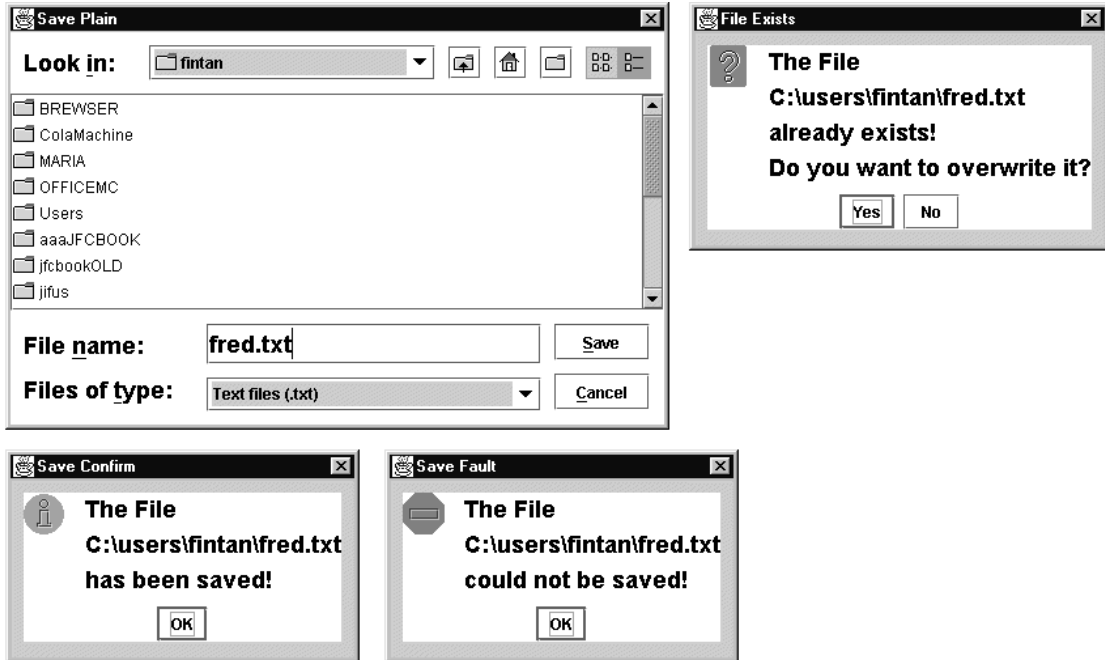 Save Plain
Look in:
fintan
BREWSER
ColaMachine
MARIA
OFFICEMC
Users
aaaJFCBOOK
jfcbookOLD
jifus
File name:
fred.txt
Save
Files of type:
Text files (.txt)
Cancel
File Exists
The File
C:\users\fintan\fred.txt
already exists!
Do you want to overwrite it?
Yes
No
Save Confirm
The File
C:\users\fintan\fred.txt
has been saved!
OK
Save Fault
The File
C:\users\fintan\fred.txt
could not be saved!
OK